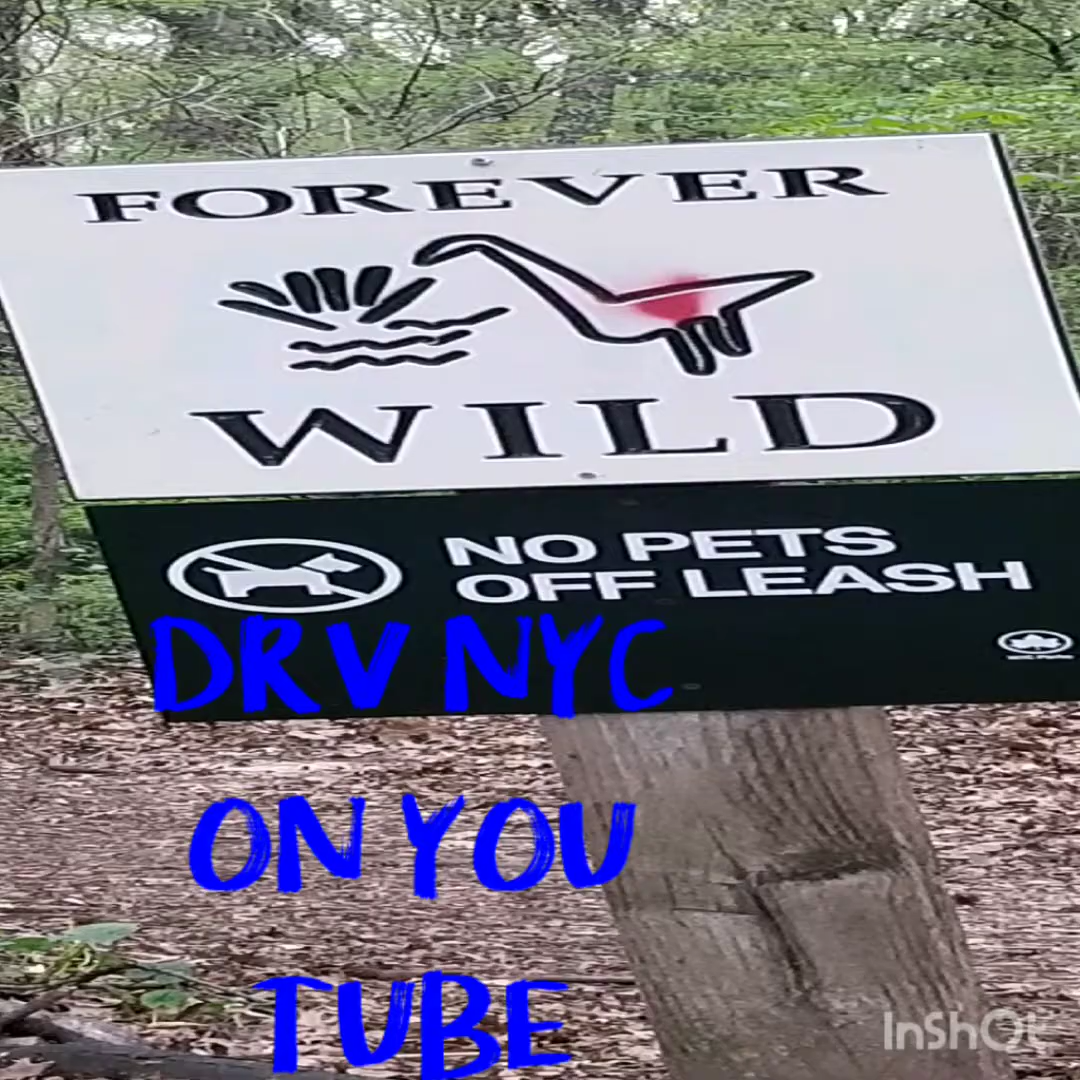 FOREVER
WILD
NO PETS
OFF LEASH
DRV NYC
ON YOU
TUBE
InShOt